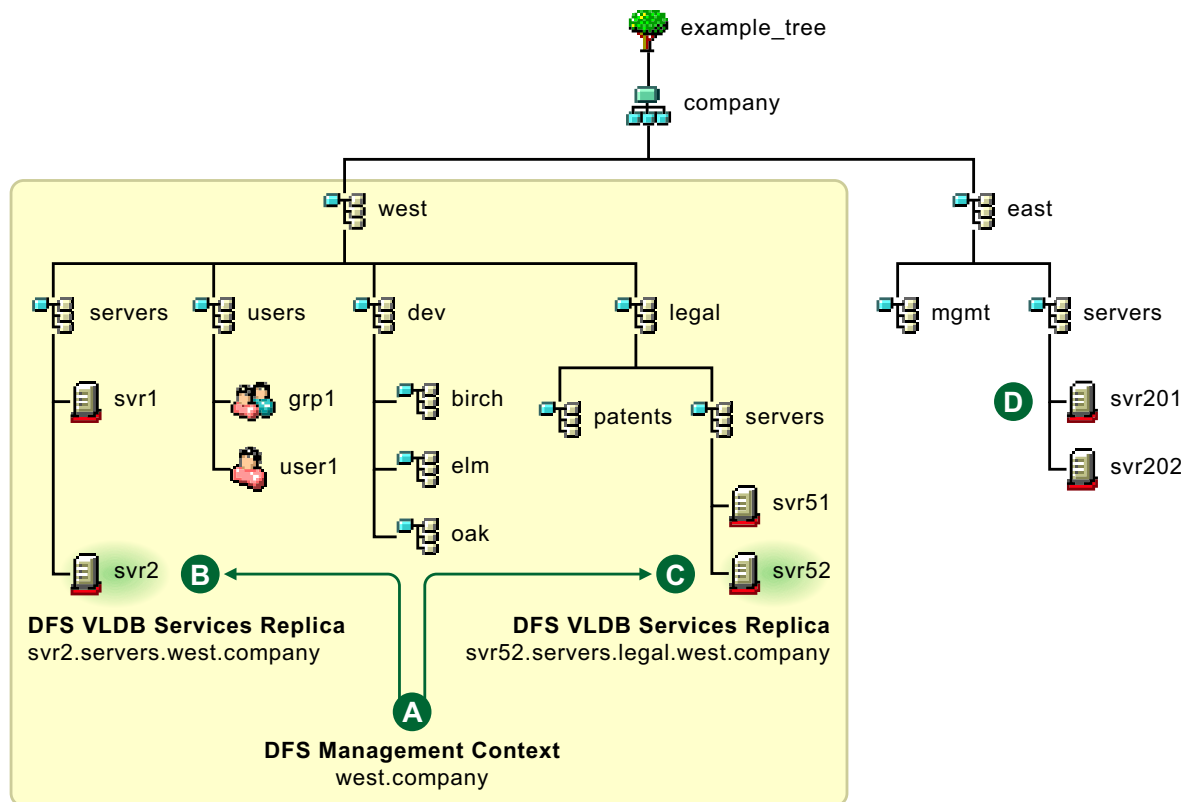 example_tree
company
west
east
servers
users
dev
legal
mgmt
servers
svr1
grp1
birch
patents
servers
D
svr201
user1
elm
svr202
svr51
oak
svr2
B
C
svr52
DFS VLDB Services Replica
svr2.servers.west.company
DFS VLDB Services Replica
svr52.servers.legal.west.company
A
DFS Management Context
west.company